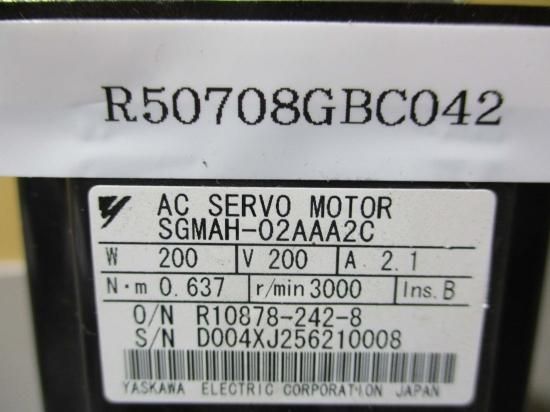 R50708GBC042
AC SERVO MOTOR
SGMAH-02AAA2C
W 200 V 200 A 2.1
N·m 0.637 r/min 3000 Ins. B
O/N R10878-242-8
S/N D004XJ256210008
YASKAWA ELECTRIC CORPORATION JAPAN